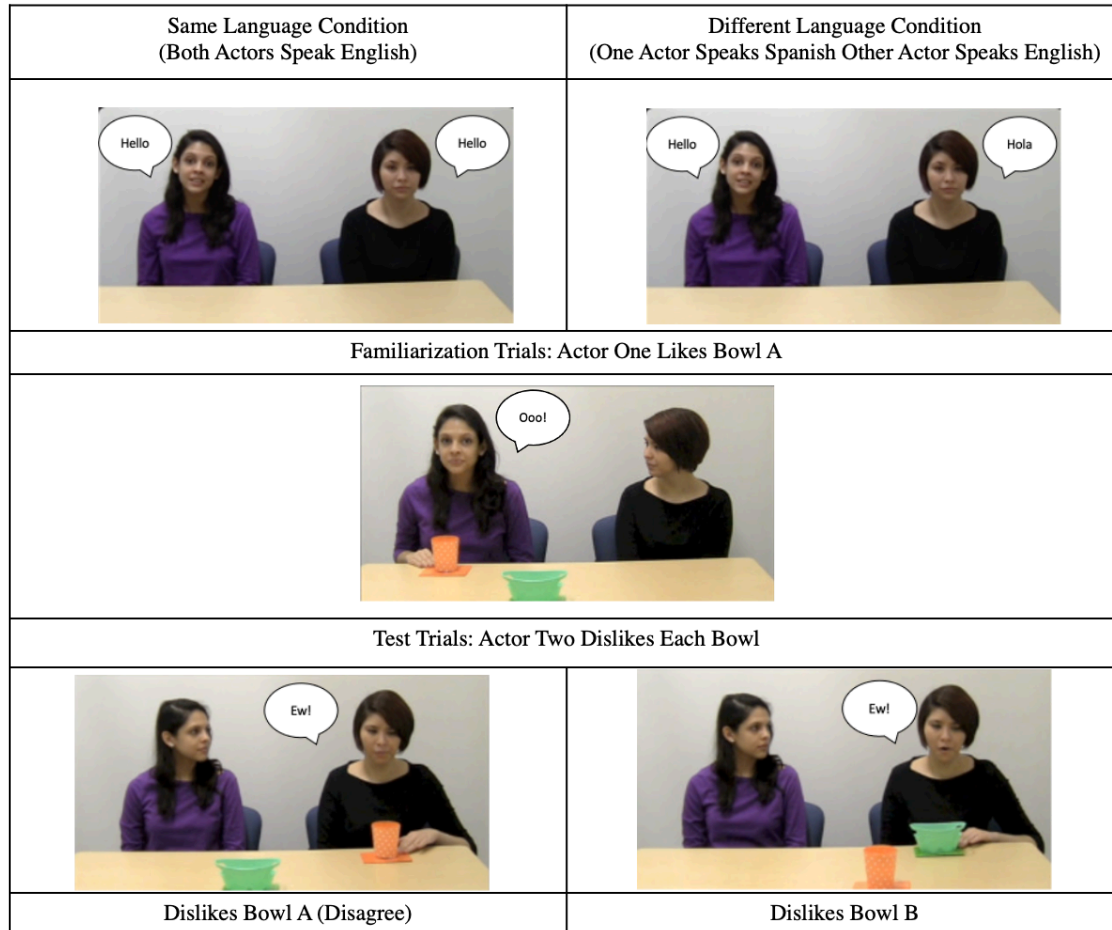 Same Language Condition
(Both Actors Speak English)
Different Language Condition
(One Actor Speaks Spanish Other Actor Speaks English)
Hello
Hello
Hello
Hola
Familiarization Trials: Actor One Likes Bowl A
Ooo!
Test Trials: Actor Two Dislikes Each Bowl
Ew!
Ew!
Dislikes Bowl A (Disagree)
Dislikes Bowl B